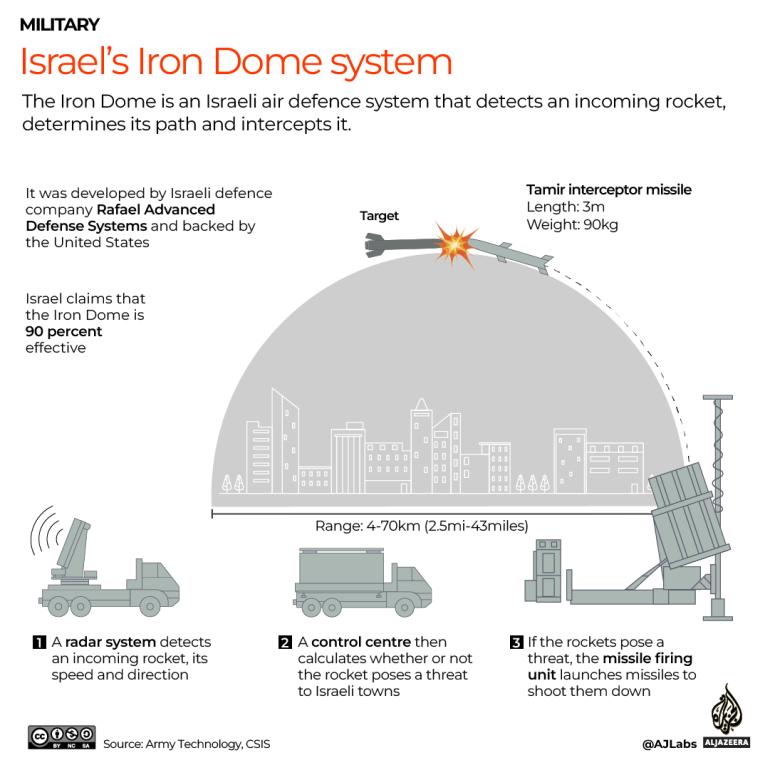 MILITARY
Israel's Iron Dome system
The Iron Dome is an Israeli air defence system that detects an incoming rocket,
determines its path and intercepts it.
It was developed by Israeli defence
company Rafael Advanced
Defense Systems and backed by
the United States
Israel claims that
the Iron Dome is
90 percent
effective
Target
Tamir interceptor missile
Length: 3m
Weight: 90kg
Range: 4-70km (2.5mi-43miles)
1 A radar system detects
an incoming rocket, its
speed and direction
2 A control centre then
calculates whether or not
the rocket poses a threat
to Israeli towns
3 If the rockets pose a
threat, the missile firing
unit launches missiles to
shoot them down
cc BY NC SA
Source: Army Technology, CSIS
@AJLabs
ALJAZEERA